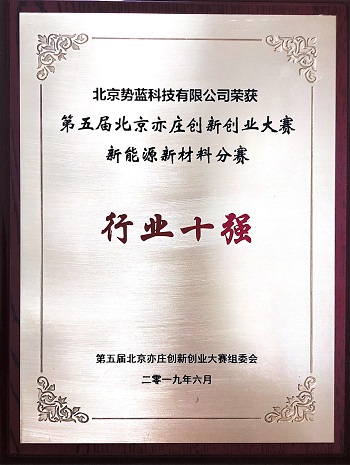 北京势蓝科技有限公司荣获
第五届北京亦庄创新创业大赛
新能源新材料分赛
行业十强
第五届北京亦庄创新创业大赛组委会
二零一九年六月